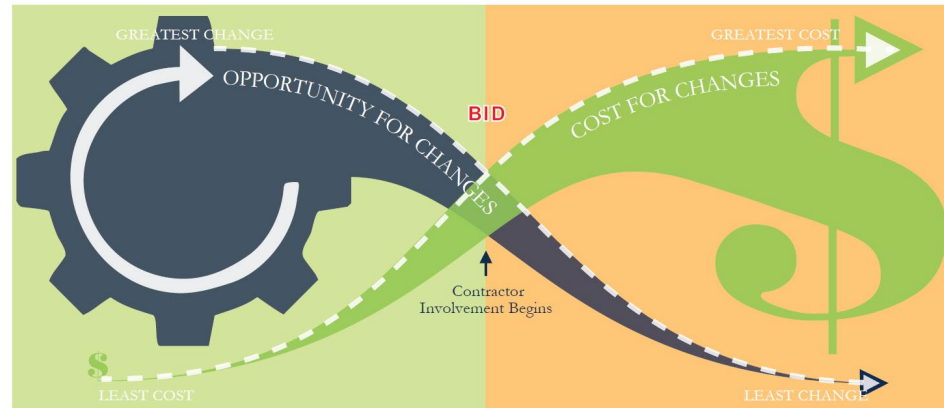 GREATEST CHANGE
GREATEST COST
OPPORTUNITY FOR CHANGES
COST FOR CHANGES
BID
Contractor
Involvement Begins
$
$
LEAST COST
LEAST CHANGE